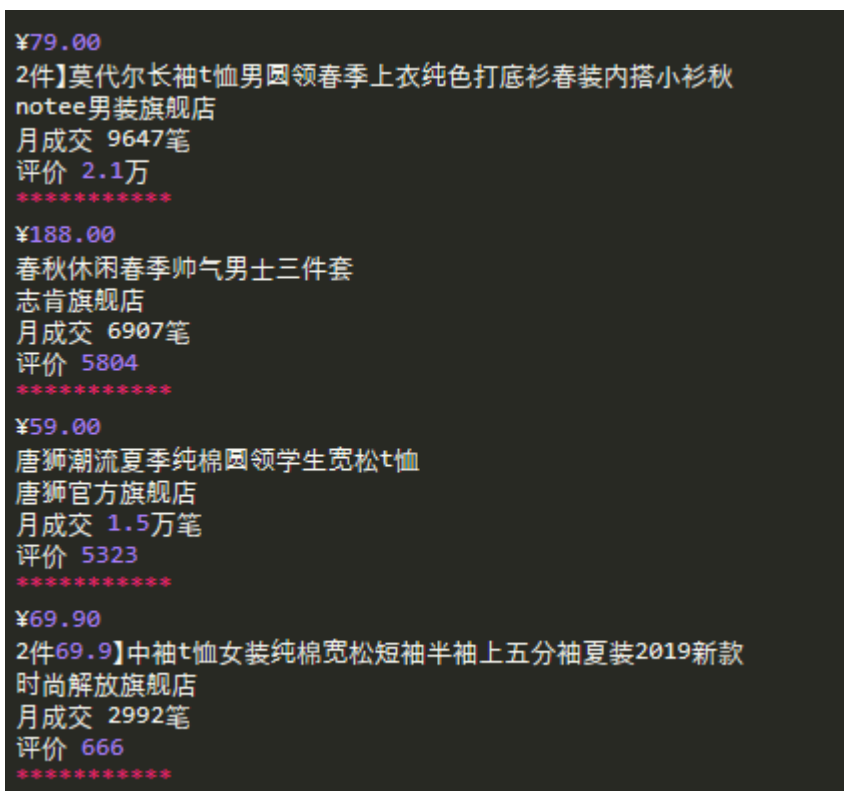 ¥79.00
2件】莫代尔长袖t恤男圆领春季上衣纯色打底衫春装内搭小衫秋
notee男装旗舰店
月成交 9647笔
评价 2.1万
***********
¥188.00
春秋休闲春季帅气男士三件套
志肯旗舰店
月成交 6907笔
评价 5804
***********
¥59.00
唐狮潮流夏季纯棉圆领学生宽松t恤
唐狮官方旗舰店
月成交 1.5万笔
评价 5323
***********
¥69.90
2件69.9】中袖t恤女装纯棉宽松短袖半袖上五分袖夏装2019新款
时尚解放旗舰店
月成交 2992笔
评价 666
***********